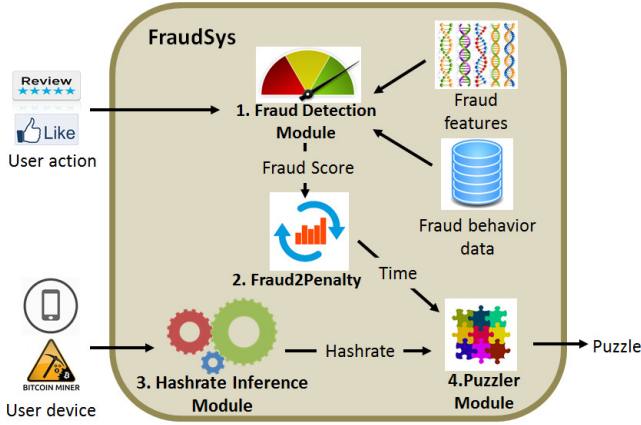 FraudSys
Review
Like
User action
1. Fraud Detection
Module
Fraud
features
Fraud Score
Fraud behavior
data
2. Fraud2Penalty
Time
BITCOIN MINER
User device
3. Hashrate Inference
Module
Hashrate
4.Puzzler
Module
Puzzle